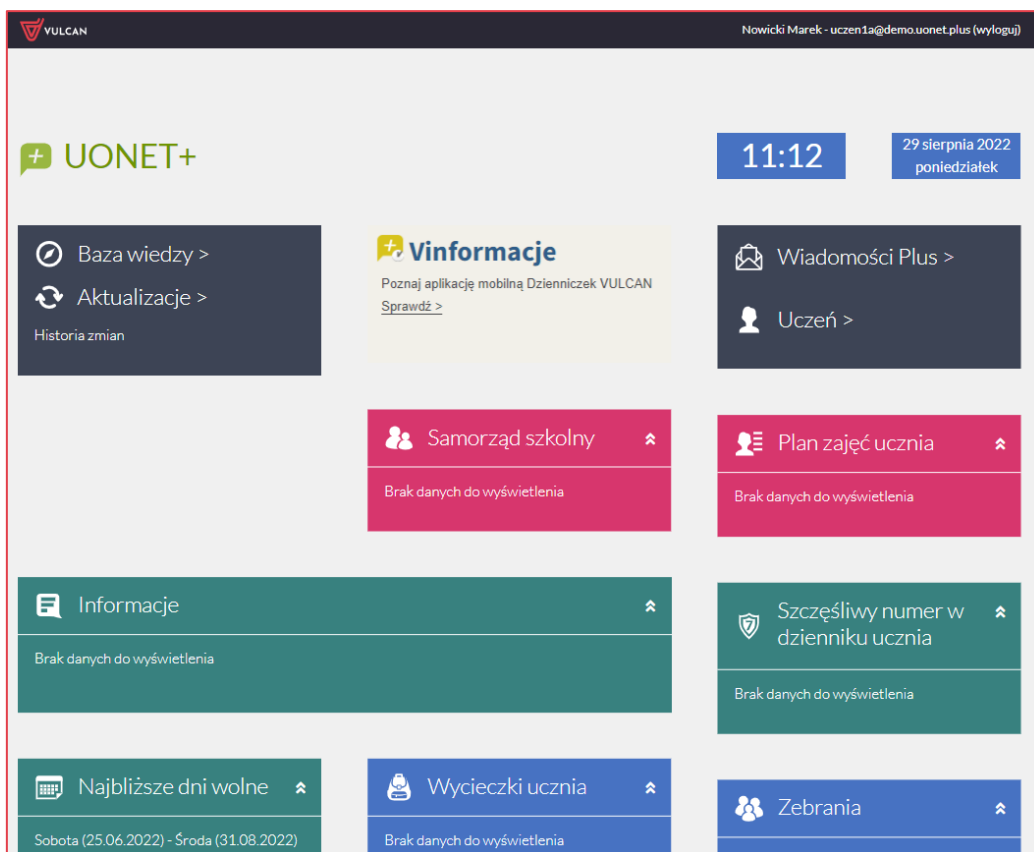 VULCAN
Nowicki Marek - uczen1a@demo.uonet.plus (wyloguj)
UONET+
11:12
29 sierpnia 2022
poniedziałek
Baza wiedzy >
Aktualizacje >
Historia zmian
Vinformacje
Poznaj aplikację mobilną Dzienniczek VULCAN
Sprawdź >
Wiadomości Plus >
Uczeń >
Samorząd szkolny
Brak danych do wyświetlenia
Plan zajęć ucznia
Brak danych do wyświetlenia
Informacje
Brak danych do wyświetlenia
Szczęśliwy numer w
dzienniku ucznia
Brak danych do wyświetlenia
Najbliższe dni wolne
Sobota (25.06.2022) - Środa (31.08.2022)
Wycieczki ucznia
Brak danych do wyświetlenia
Zebrania